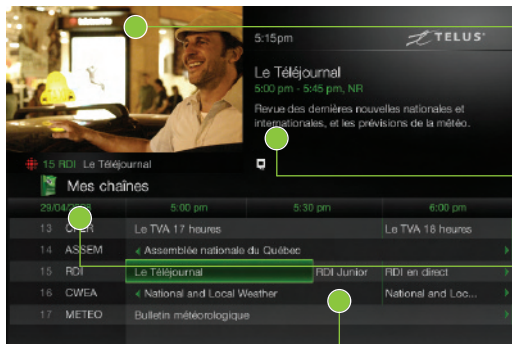 5:15pm
TELUS
Le Téléjournal
5:00 pm - 5:45 pm, NR
Revue des dernières nouvelles nationales et
internationales, et les prévisions de la météo.
15 RDI Le Téléjournal
Mes chaînes
5:00 pm 5:30 pm 6:00 pm
13 Le TVA 17 heures Le TVA 18 heures
14 ASSEM Assemblée nationale du Québec
15 RDI Le Téléjournal RDI Junior RDI en direct
16 CWEA National and Local Weather National and Loc...
17 METEO Bulletin météorologique